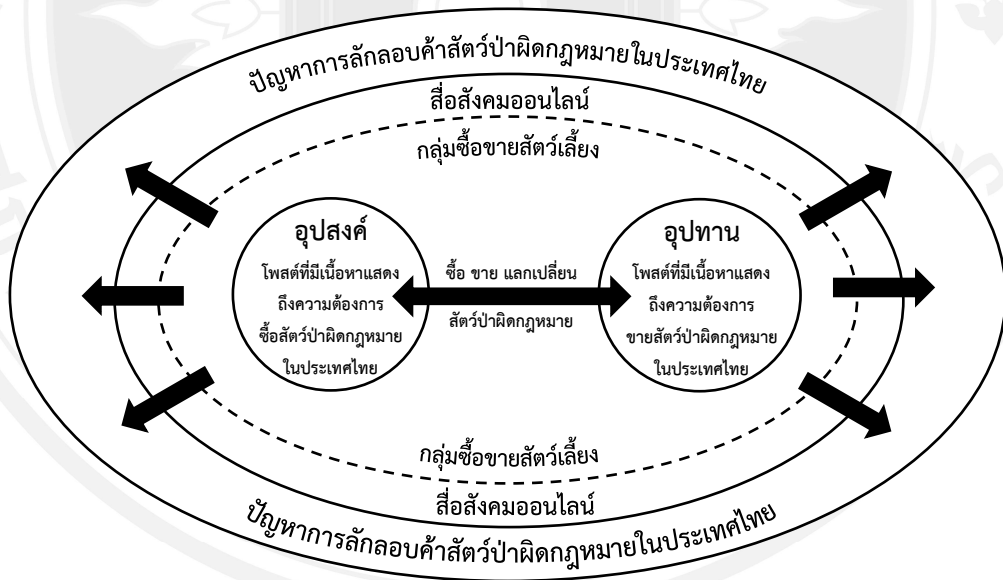 ปัญหาการลักลอบค้าสัตว์ป่าผิดกฎหมายในประเทศไทย
สื่อสังคมออนไลน์
กลุ่มซื้อขายสัตว์เลี้ยง
อุปสงค์
โพสต์ที่มีเนื้อหาแสดง
ถึงความต้องการ
ซื้อสัตว์ป่าผิดกฎหมาย
ในประเทศไทย
ซื้อ ขาย แลกเปลี่ยน
สัตว์ป่าผิดกฎหมาย
อุปทาน
โพสต์ที่มีเนื้อหาแสดง
ถึงความต้องการ
ขายสัตว์ป่าผิดกฎหมาย
ในประเทศไทย
กลุ่มซื้อขายสัตว์เลี้ยง
สื่อสังคมออนไลน์
ปัญหาการลักลอบค้าสัตว์ป่าผิดกฎหมายในประเทศไทย